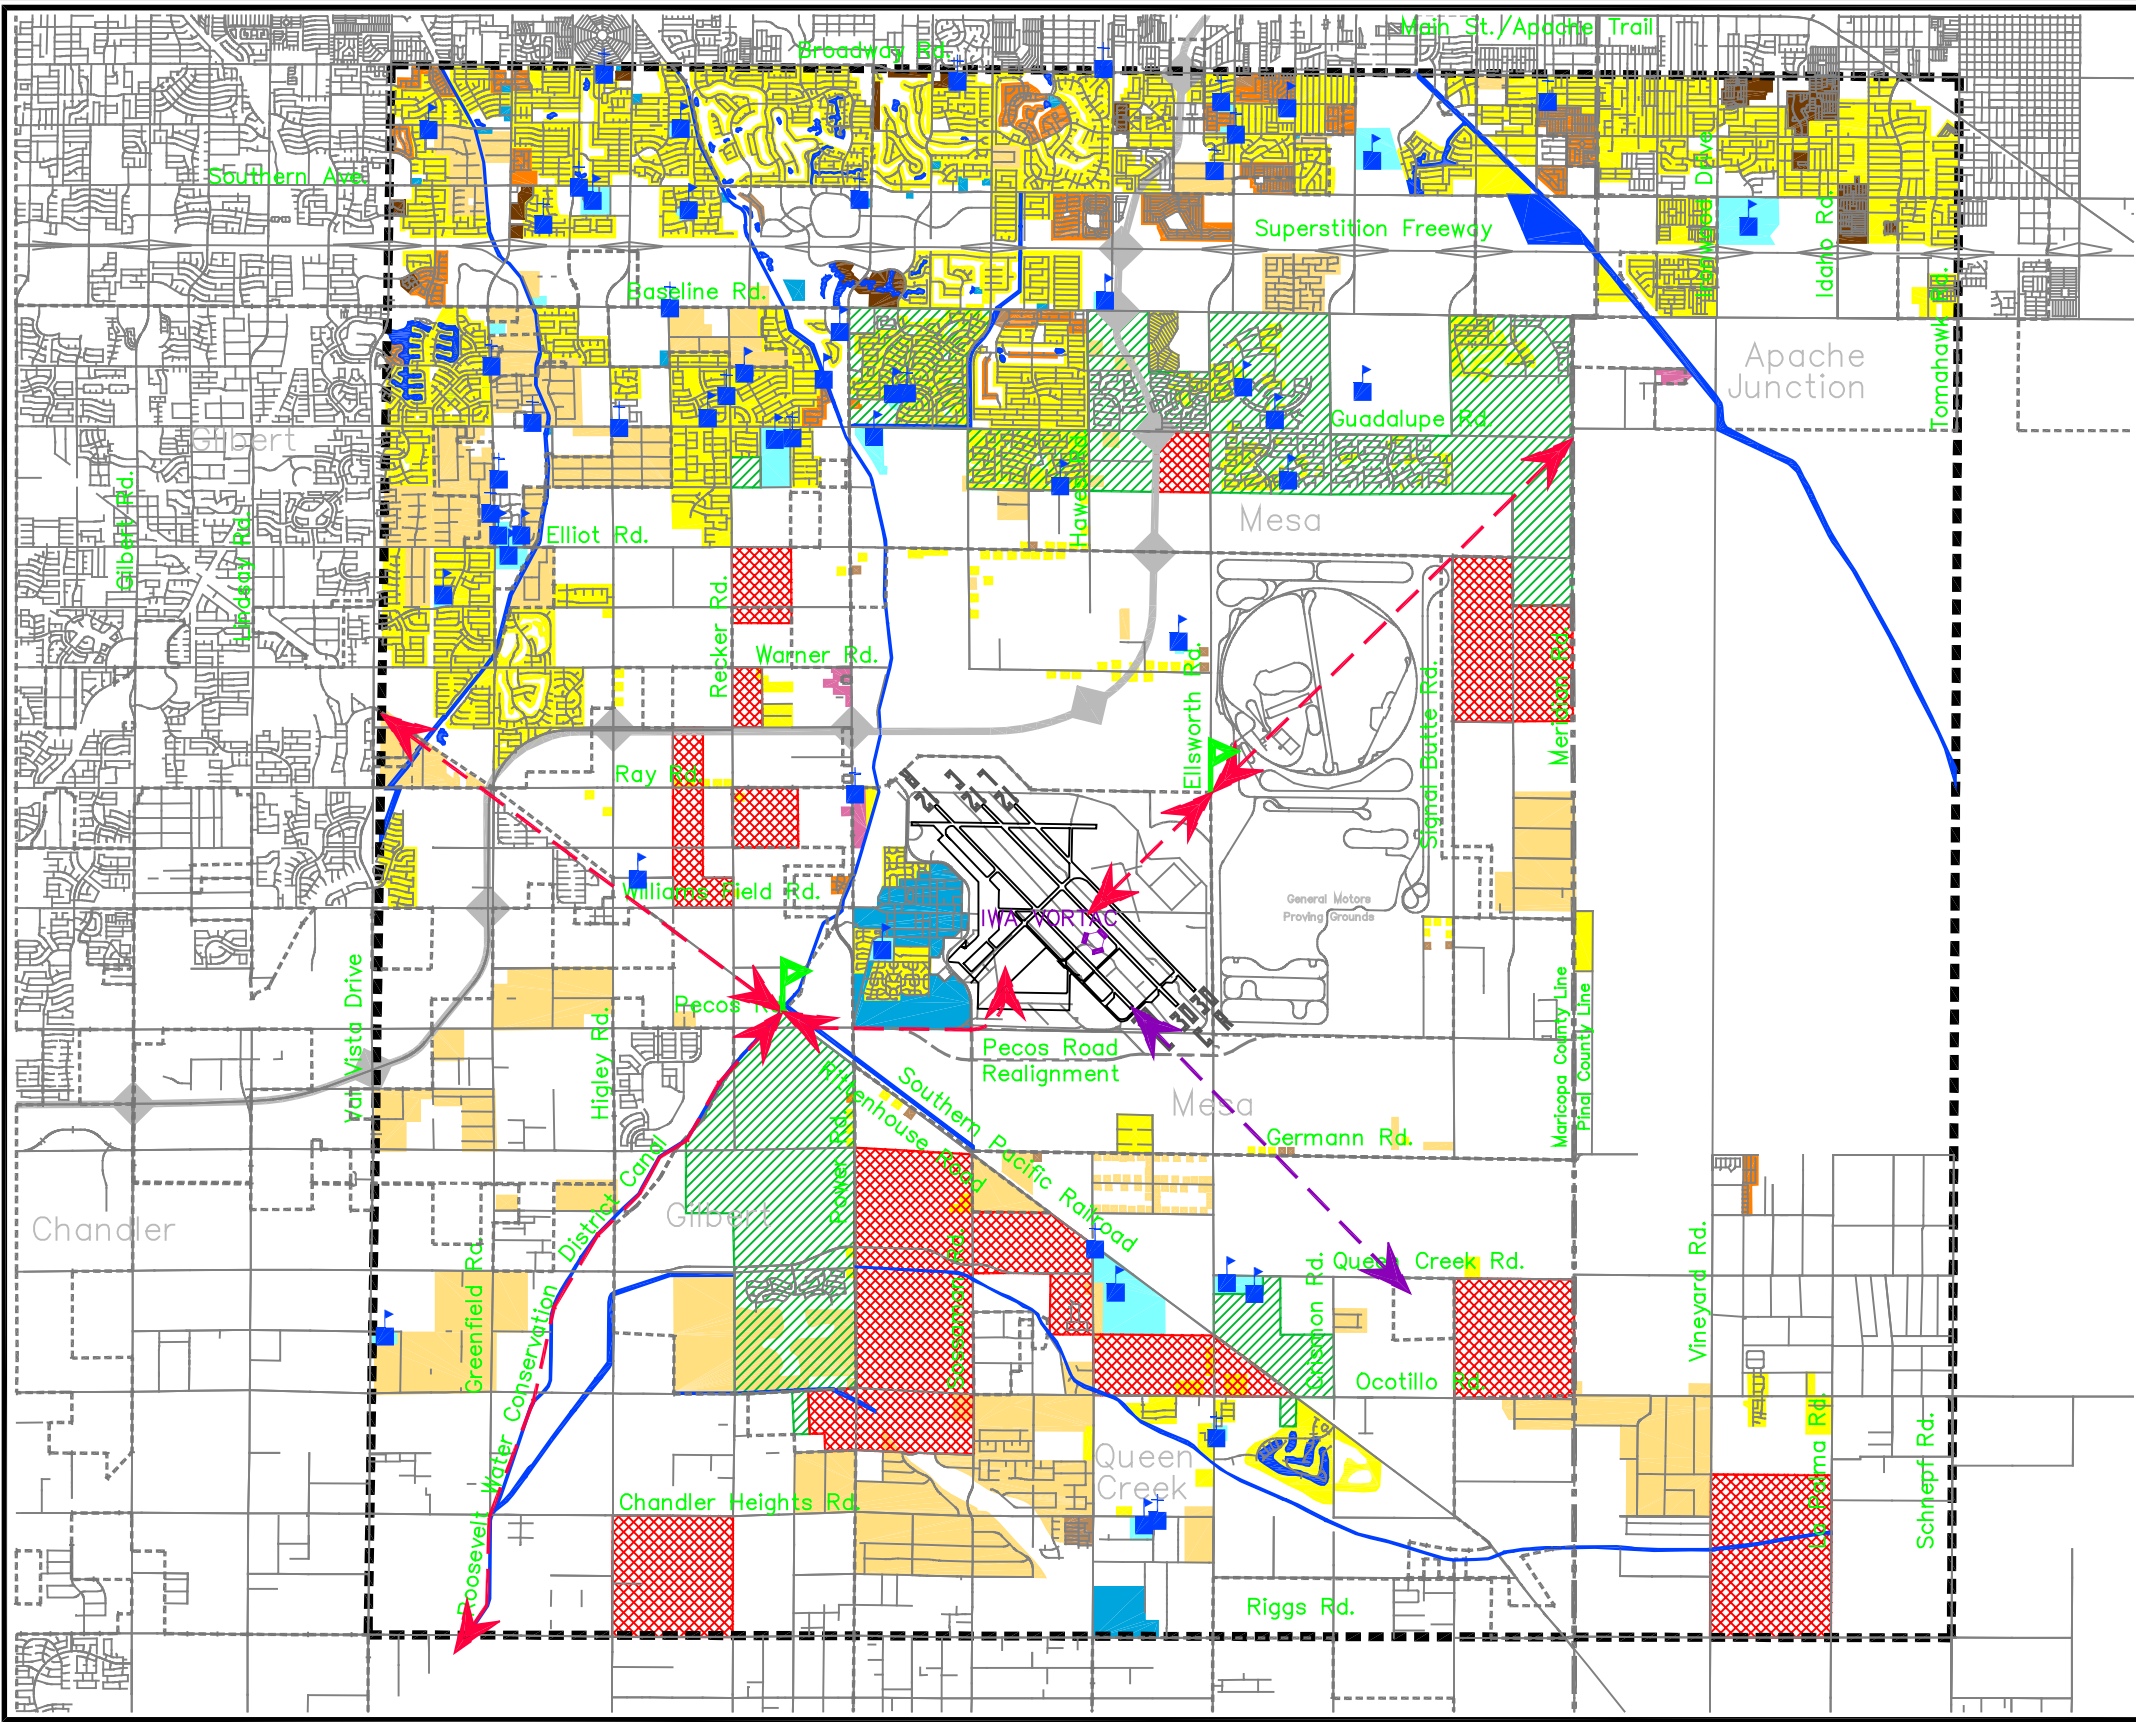 Main St./Apache Trail
Broadway Rd.
Southern Ave.
Superstition Freeway
Idaho Rd.
Tomahawk Rd.
Baseline Rd.
Apache
Junction
Guadalupe Rd.
Gilbert
Gilbert Rd.
Lindsay Rd.
Hawes Rd.
Mesa
Elliot Rd.
Recker Rd.
Warner Rd.
Ellsworth Rd.
Signal Butte Rd.
Meridian Rd.
Ray Rd.
Williams Field Rd.
General Motors
Proving Grounds
IWA VORTAC
Val Vista Drive
Pecos Rd.
Higley Rd.
Pecos Road
Realignment
Maricopa County Line
Pinal County Line
Rittenhouse Road
Southern Pacific Railroad
Mesa
Germann Rd.
Power Rd.
Chandler
Gilbert
Roosevelt Water Conservation District Canal
Greenfield Rd.
Sossaman Rd.
Crismon Rd.
Queen Creek Rd.
Vineyard Rd.
Ocotillo Rd.
Queen
Creek
La Palma Rd.
Schnepf Rd.
Chandler Heights Rd.
Riggs Rd.